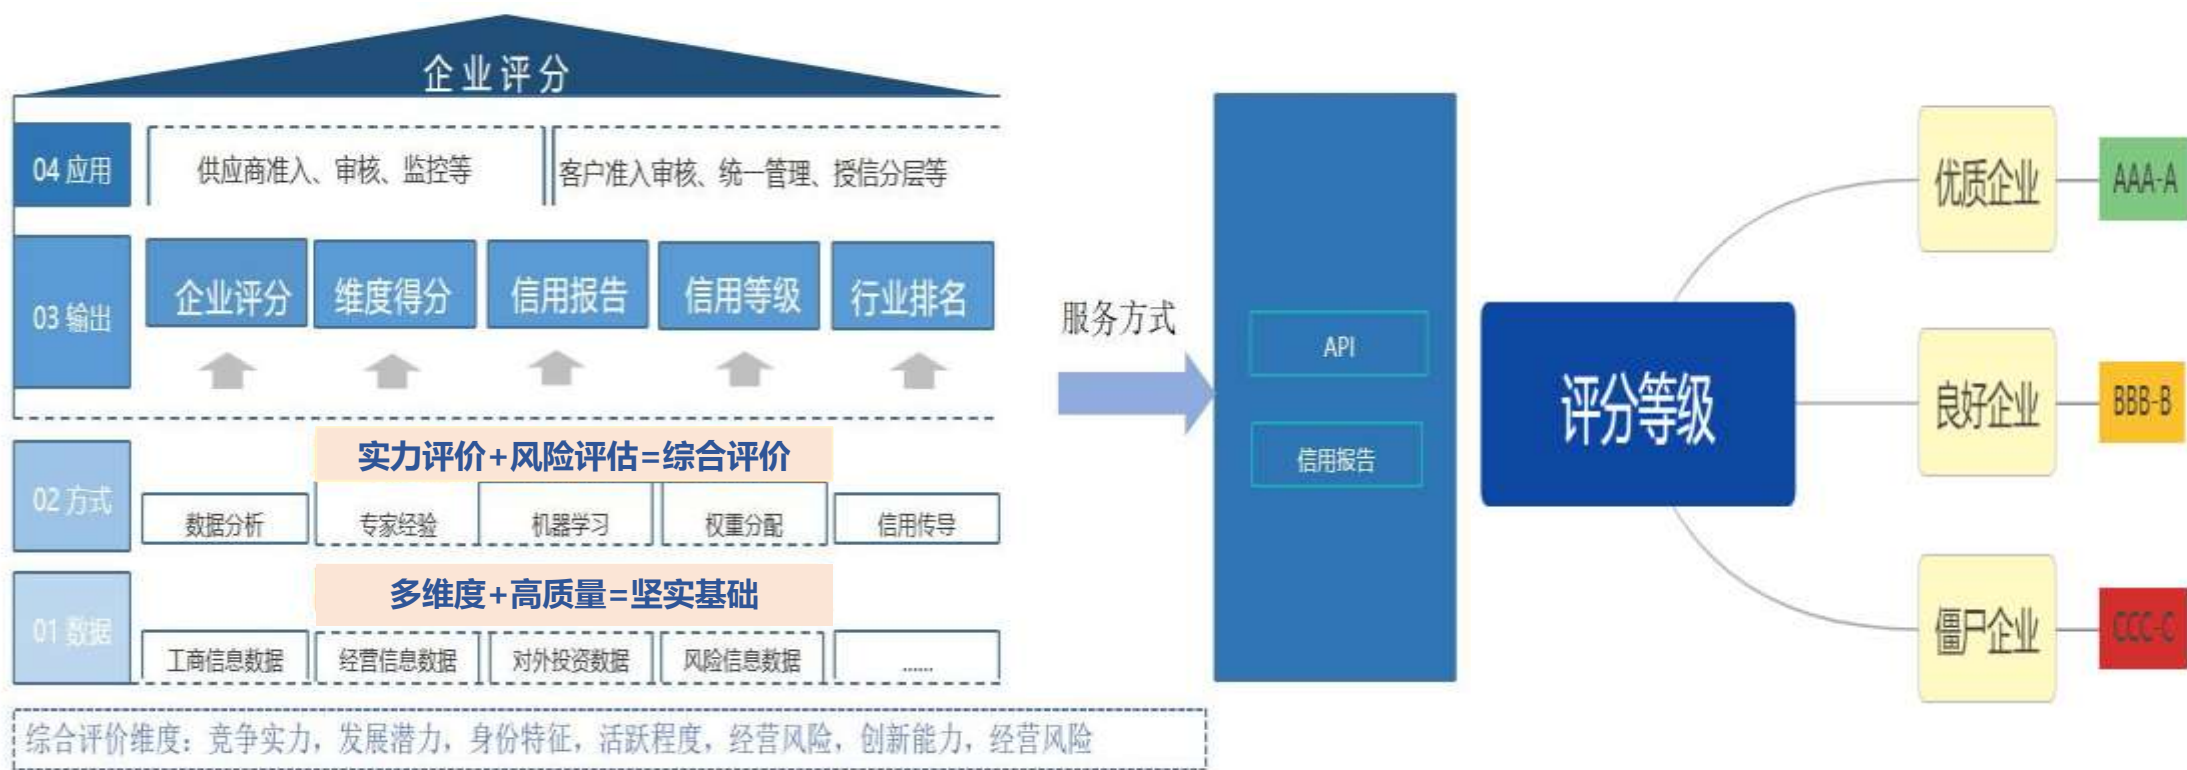 企业评分
04 应用
供应商准入、审核、监控等
客户准入审核、统一管理、授信分层等
03 输出
企业评分
维度得分
信用报告
信用等级
行业排名
实力评价+风险评估=综合评价
02 方式
数据分析
专家经验
机器学习
权重分配
信用传导
多维度+高质量=坚实基础
01 数据
工商信息数据
经营信息数据
对外投资数据
风险信息数据
......
综合评价维度：竞争实力，发展潜力，身份特征，活跃程度，经营风险，创新能力，经营风险
服务方式
API
信用报告
评分等级
优质企业
AAA-A
良好企业
BBB-B
僵尸企业
CCC-C